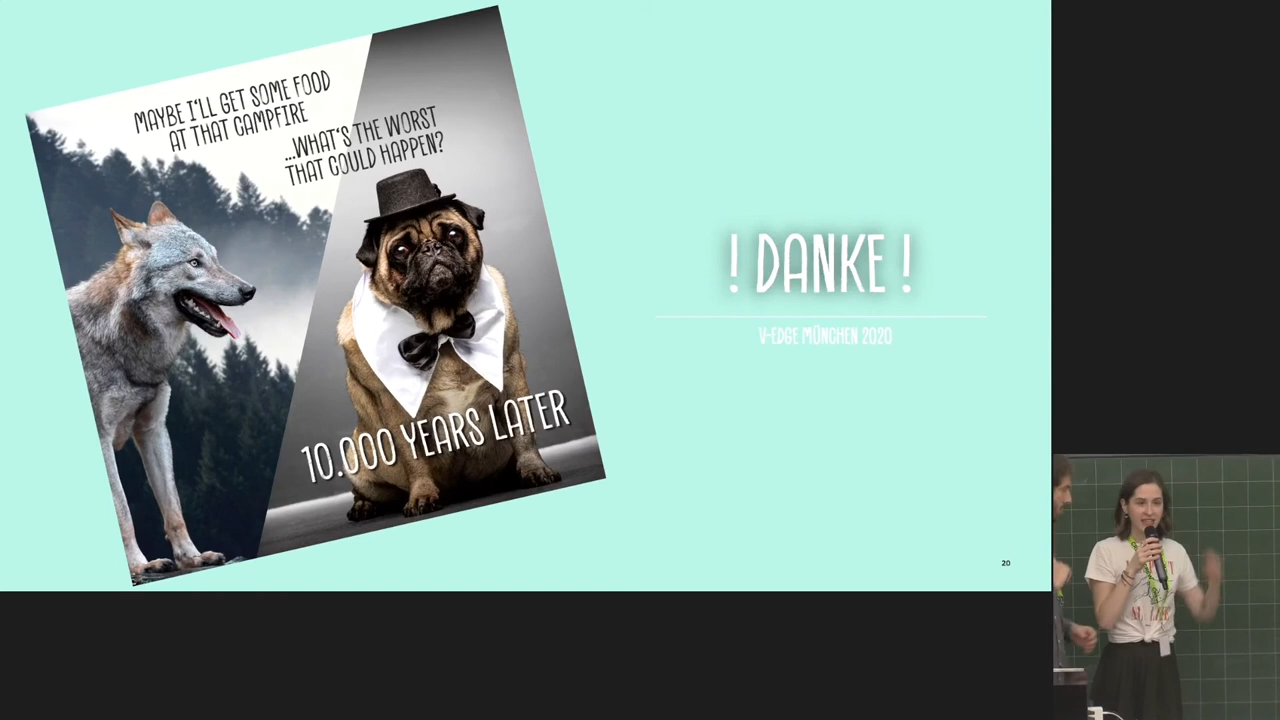 MAYBE I'LL GET SOME FOOD
AT THAT CAMPFIRE
...WHAT'S THE WORST
THAT COULD HAPPEN?
10.000 YEARS LATER
! DANKE !
V-EDGE MÜNCHEN 2020
20